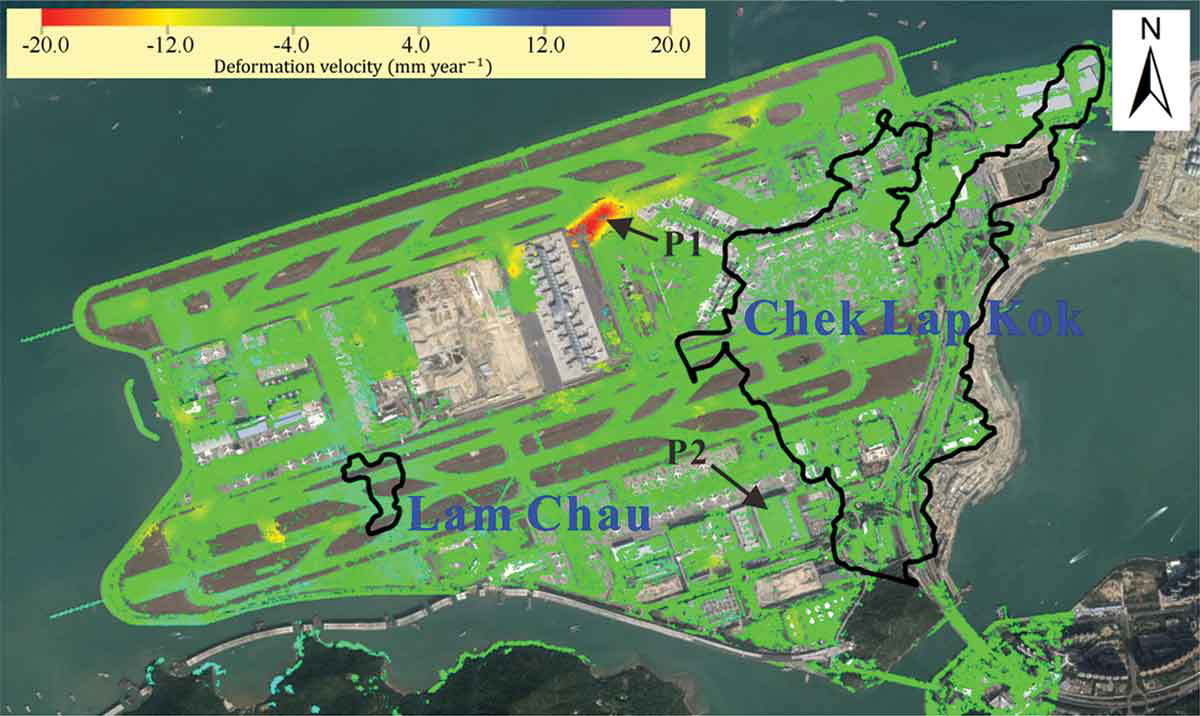 -20.0 -12.0 -4.0 4.0 12.0 20.0
Deformation velocity (mm year⁻¹)
N
P1
Chek Lap Kok
P2
Lam Chau